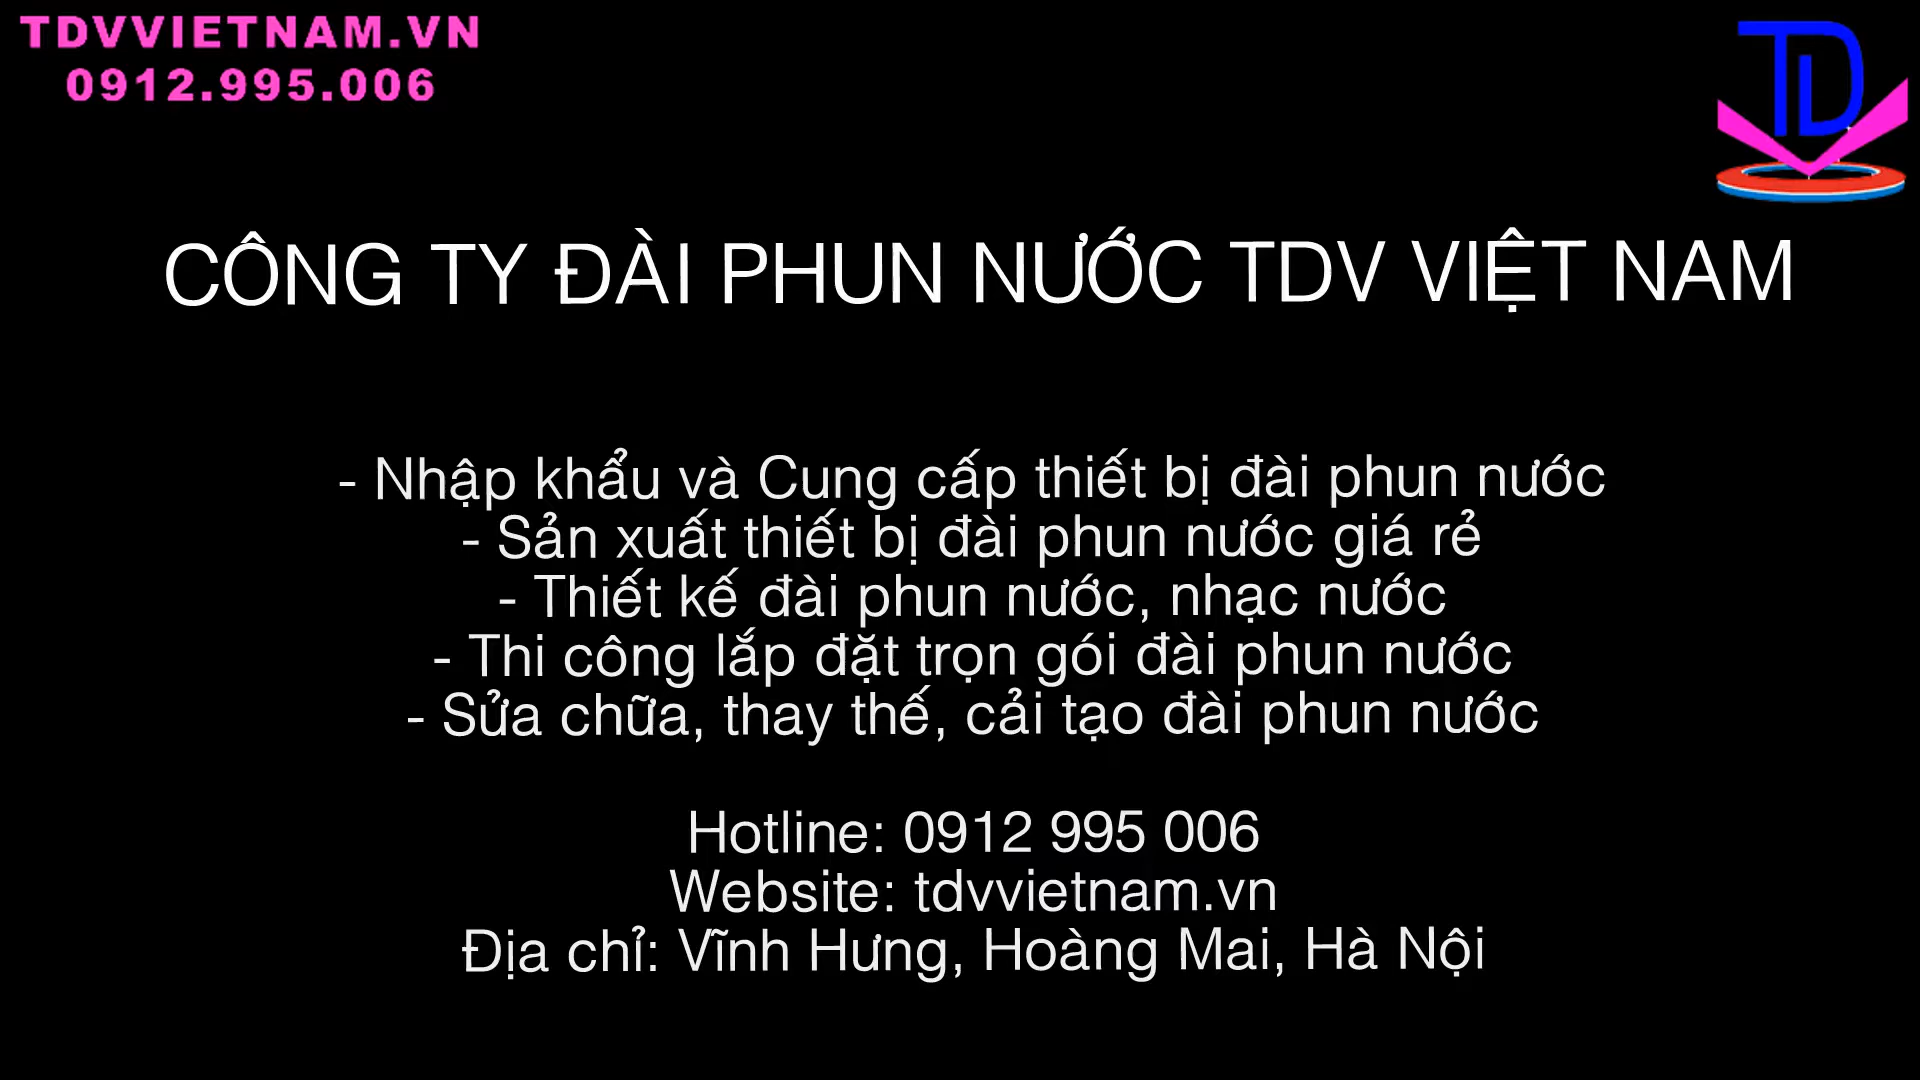 TDVVIETNAM.VN
0912.995.006
TDV
CÔNG TY ĐÀI PHUN NƯỚC TDV VIỆT NAM
- Nhập khẩu và Cung cấp thiết bị đài phun nước
- Sản xuất thiết bị đài phun nước giá rẻ
- Thiết kế đài phun nước, nhạc nước
- Thi công lắp đặt trọn gói đài phun nước
- Sửa chữa, thay thế, cải tạo đài phun nước
Hotline: 0912 995 006
Website: tdvvietnam.vn
Địa chỉ: Vĩnh Hưng, Hoàng Mai, Hà Nội